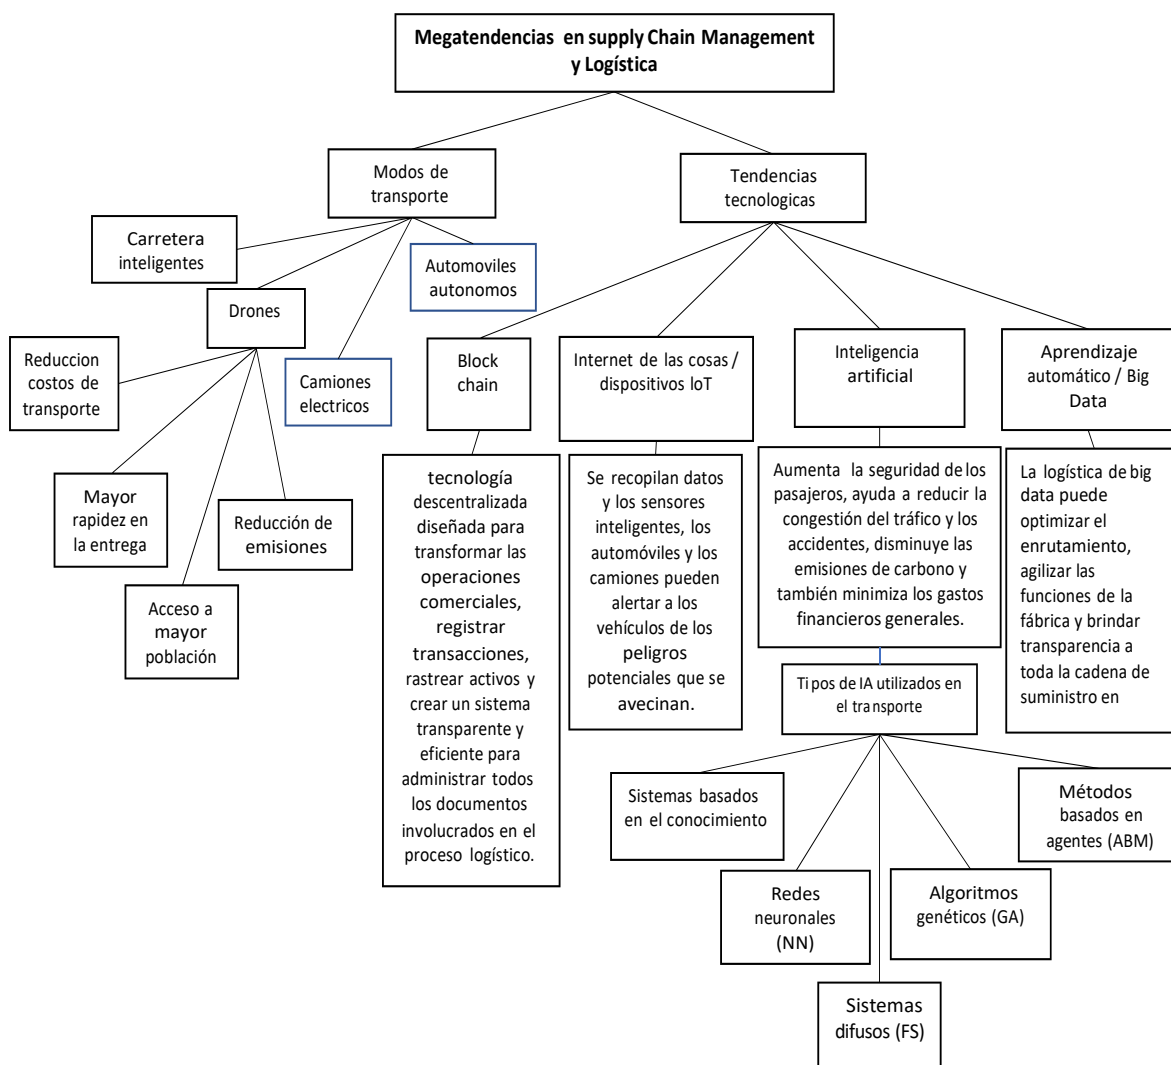 Megatendencias en supply Chain Management
y Logística
Modos de
transporte
Tendencias
tecnologicas
Carretera
inteligentes
Automoviles
autonomos
Drones
Camiones
electricos
Reduccion
costos de
transporte
Mayor
rapidez en
la entrega
Acceso a
mayor
población
Reducción de
emisiones
Block
chain
Internet de las cosas /
dispositivos IoT
Inteligencia
artificial
Aprendizaje
automático / Big
Data
tecnología
descentralizada
diseñada para
transformar las
operaciones
comerciales,
registrar
transacciones,
rastrear activos y
crear un sistema
transparente y
eficiente para
administrar todos
los documentos
involucrados en el
proceso logístico.
Se recopilan datos
y los sensores
inteligentes, los
automóviles y los
camiones pueden
alertar a los
vehículos de los
peligros
potenciales que se
avecinan.
Aumenta la seguridad de los
pasajeros, ayuda a reducir la
congestión del tráfico y los
accidentes, disminuye las
emisiones de carbono y
también minimiza los gastos
financieros generales.
La logística de big
data puede
optimizar el
enrutamiento,
agilizar las
funciones de la
fábrica y brindar
transparencia a
toda la cadena de
suministro en
Tipos de IA utilizados en
el transporte
Sistemas basados
en el conocimiento
Redes
neuronales
(NN)
Sistemas
difusos (FS)
Algoritmos
genéticos (GA)
Métodos
basados en
agentes (ABM)